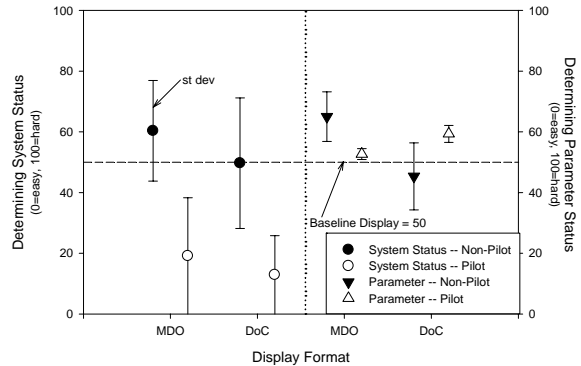 100
80
60
40
20
0
Determining System Status
(0=easy, 100=hard)
st dev
Baseline Display = 50
System Status -- Non-Pilot
System Status -- Pilot
Parameter -- Non-Pilot
Parameter -- Pilot
100
80
60
40
20
0
Determining Parameter Status
(0=easy, 100=hard)
MDO DoC MDO DoC
Display Format